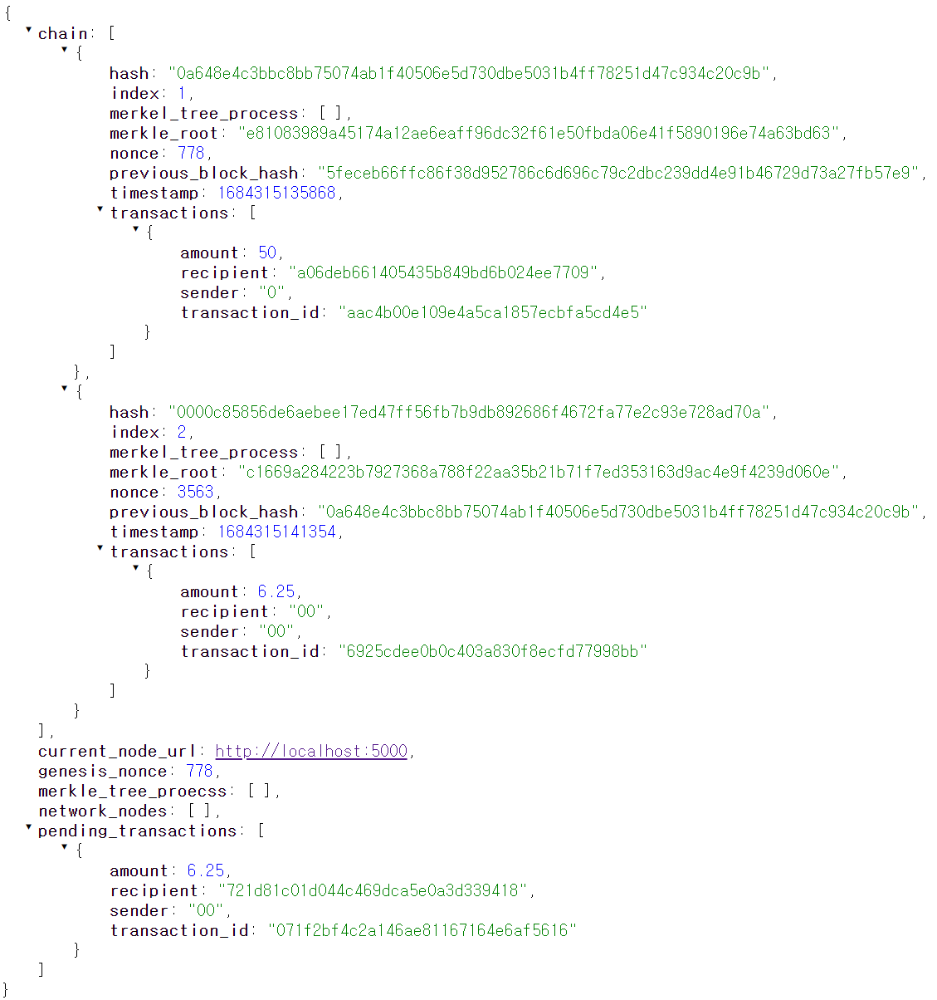 {
chain: [
{
hash: "0a648e4c3bbc8bb75074ab1f40506e5d730dbe5031b4ff78251d47c934c20c9b",
index: 1,
merkel_tree_process: [ ],
merkle_root: "e81083989a45174a12ae6eaff96dc32f61e50fbda06e41f5890196e74a63bd63",
nonce: 778,
previous_block_hash: "5feceb66ffc86f38d952786c6d696c79c2dbc239dd4e91b46729d73a27fb57e9",
timestamp: 1684315135868,
transactions: [
{
amount: 50,
recipient: "a06deb661405435b849bd6b024ee7709",
sender: "0",
transaction_id: "aac4b00e109e4a5ca1857ecbfa5cd4e5"
}
]
},
{
hash: "0000c85856de6aebee17ed47ff56fb7b9db892686f4672fa77e2c93e728ad70a",
index: 2,
merkel_tree_process: [ ],
merkle_root: "c1669a284223b7927368a788f22aa35b21b71f7ed353163d9ac4e9f4239d060e",
nonce: 3563,
previous_block_hash: "0a648e4c3bbc8bb75074ab1f40506e5d730dbe5031b4ff78251d47c934c20c9b",
timestamp: 1684315141354,
transactions: [
{
amount: 6.25,
recipient: "00",
sender: "00",
transaction_id: "6925cdee0b0c403a830f8ecfd77998bb"
}
]
}
],
current_node_url: http://localhost:5000,
genesis_nonce: 778,
merkle_tree_proecss: [ ],
network_nodes: [ ],
pending_transactions: [
{
amount: 6.25,
recipient: "721d81c01d044c469dca5e0a3d339418",
sender: "00",
transaction_id: "071f2bf4c2a146ae81167164e6af5616"
}
]
}